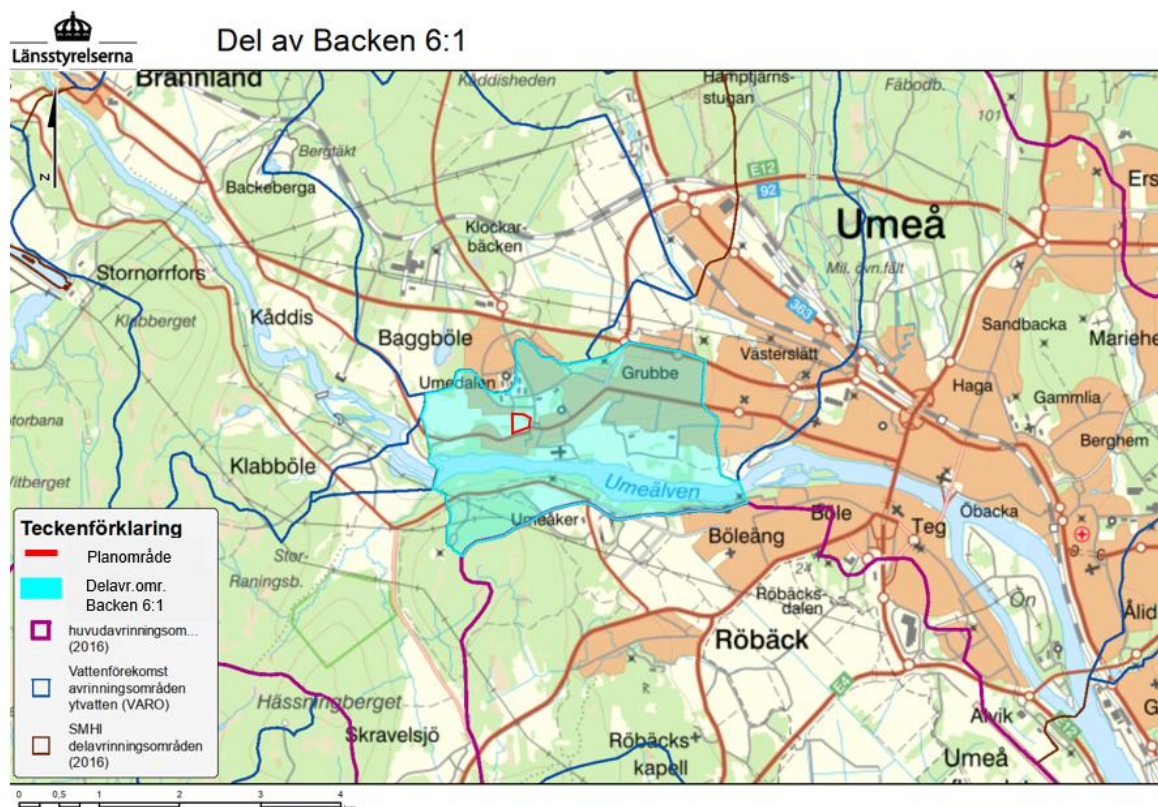 Länsstyrelserna
Del av Backen 6:1
Brännland
Kåddisheden
Hamptjärns-
stugan
Fäbodb.
101
N
Bergtäkt
Backeberga
E12
92
Ers
Klockar-
bäcken
Umeå
Stornorrfors
Klabberget
Kåddis
Mil. övn.fält
363
Sandbacka
Mariehe
Baggböle
Västerslätt
Umedalen
Grubbe
Haga
Gammlia
Berghem
Klabböle
Umeälven
Umeåker
Böle
Teg
Öbacka
Böleäng
24
Stor-
Raningsb.
Röbäcks-
dalen
Ön
Ålid
Röbäck
E4
Hässningberget
Skravelsjö
Alvik
E12
Röbäcks
kapell
Umeå
Teckenförklaring
Planområde
Delavr.omr.
Backen 6:1
huvudavrinningsom...
(2016)
Vattenförekomst
avrinningsområden
ytvatten (VARO)
SMHI
delavrinningsområden
(2016)
0 0,5 1 2 3 4